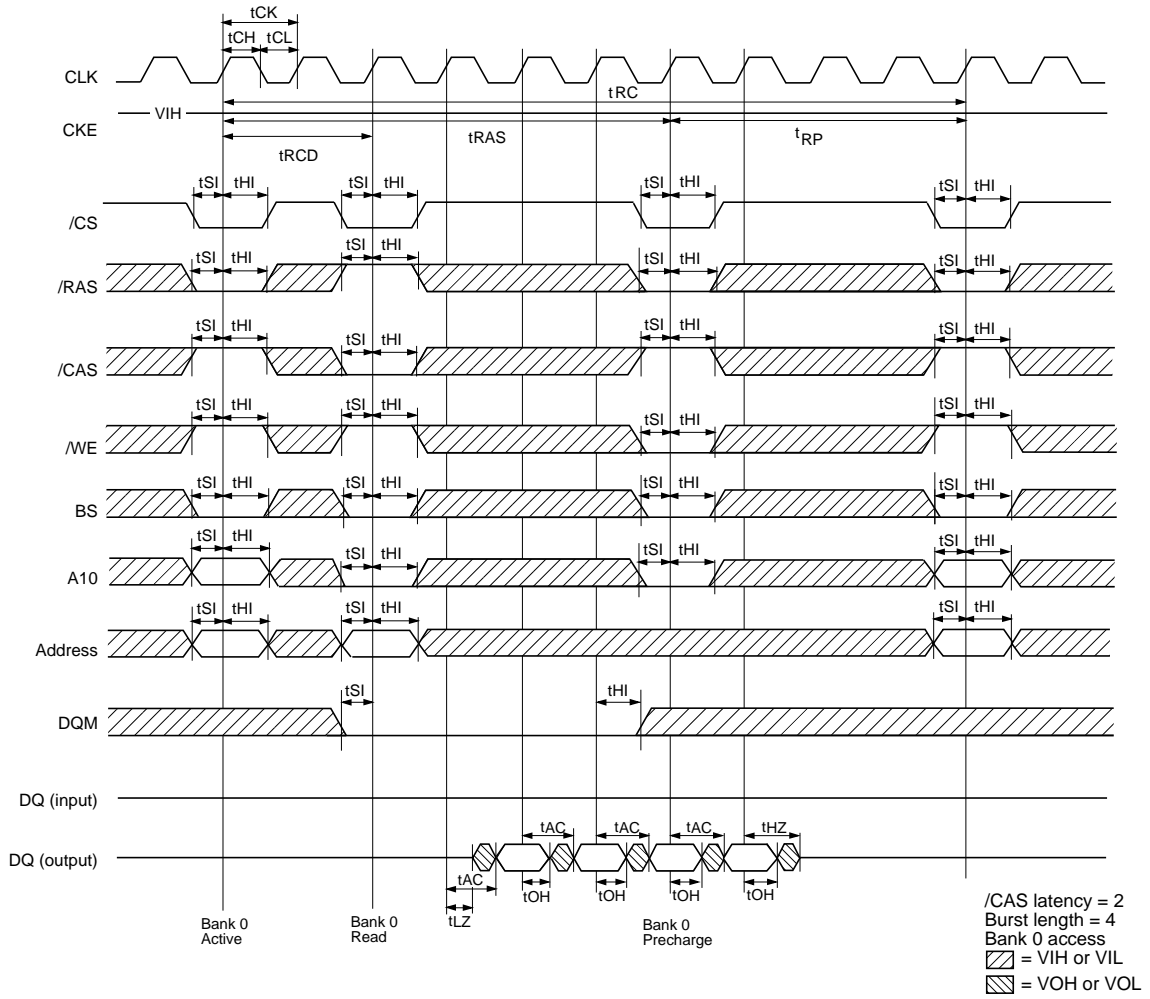 tCK
tCH tCL
CLK
tRC
VIH
CKE
tRAS
tRP
tRCD
tSI tHI tSI tHI tSI tHI tSI tHI
/CS
tSI tHI tSI tHI tSI tHI tSI tHI
/RAS
tSI tHI tSI tHI tSI tHI tSI tHI
/CAS
tSI tHI tSI tHI tSI tHI tSI tHI
/WE
tSI tHI tSI tHI tSI tHI tSI tHI
BS
tSI tHI tSI tHI tSI tHI tSI tHI
A10
tSI tHI tSI tHI tSI tHI
Address
tSI tHI
DQM
DQ (input)
tAC tAC tAC tHZ
DQ (output)
tAC
tOH tOH tOH tOH
tLZ
Bank 0
Active
Bank 0
Read
Bank 0
Precharge
/CAS latency = 2
Burst length = 4
Bank 0 access
= VIH or VIL
= VOH or VOL